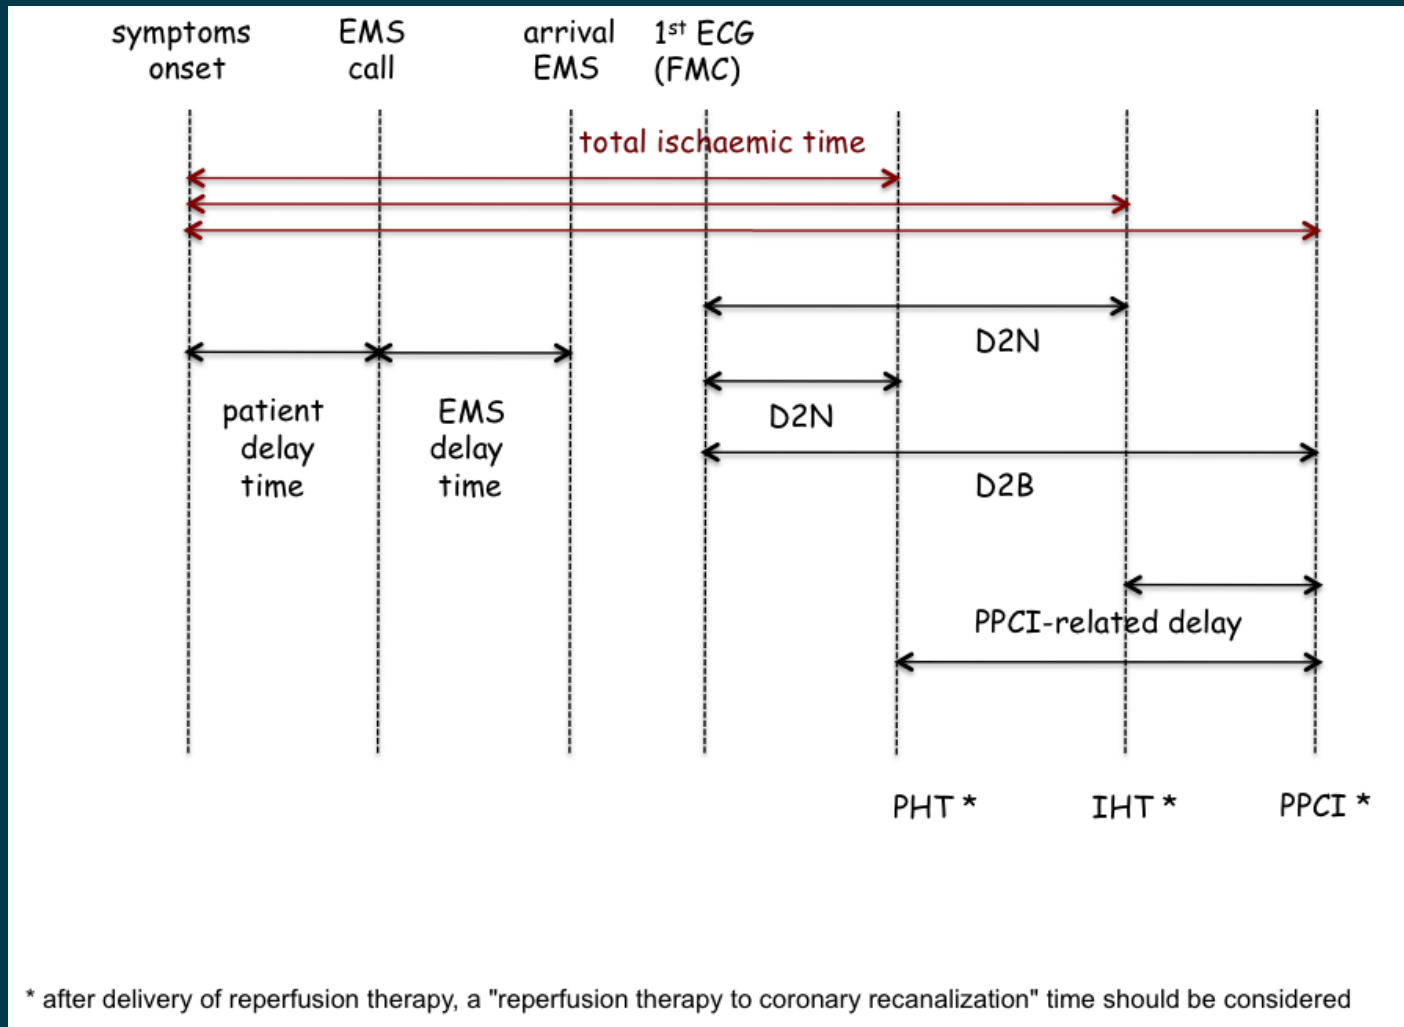 symptoms onset
EMS call
arrival EMS
1st ECG (FMC)
total ischaemic time
D2N
patient delay time
EMS delay time
D2N
D2B
PPCI-related delay
PHT *
IHT *
PPCI *
* after delivery of reperfusion therapy, a "reperfusion therapy to coronary recanalization" time should be considered